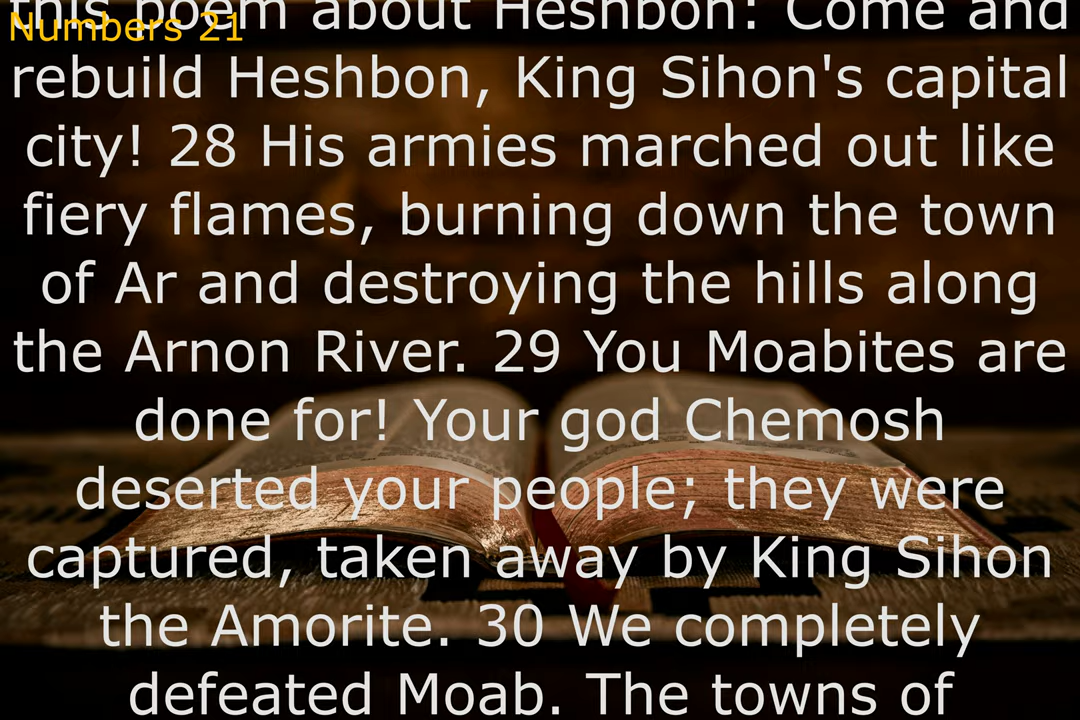 this poem about Heshbon: Come and
Numbers 21
rebuild Heshbon, King Sihon's capital
city! 28 His armies marched out like
fiery flames, burning down the town
of Ar and destroying the hills along
the Arnon River. 29 You Moabites are
done for! Your god Chemosh
deserted your people; they were
captured, taken away by King Sihon
the Amorite. 30 We completely
defeated Moab. The towns of